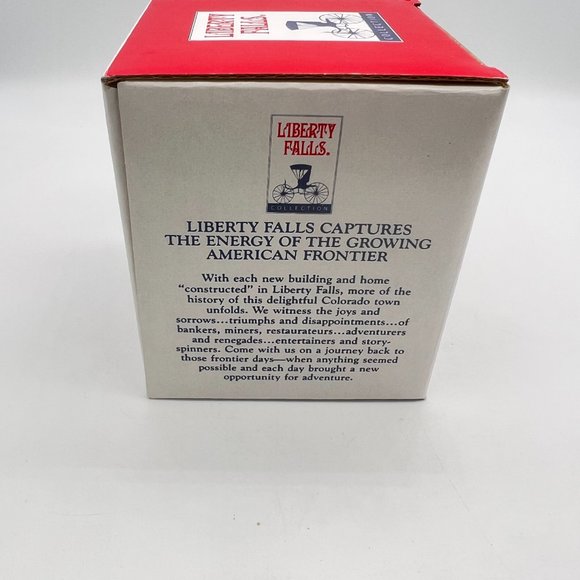 LIBERTY
FALLS
COLLECTION
LIBERTY
FALLS.
COLLECTION
LIBERTY FALLS CAPTURES
THE ENERGY OF THE GROWING
AMERICAN FRONTIER
With each new building and home
“constructed” in Liberty Falls, more of the
history of this delightful Colorado town
unfolds. We witness the joys and
sorrows...triumphs and disappointments...of
bankers, miners, restaurateurs...adventurers
and renegades...entertainers and story-
spinners. Come with us on a journey back to
those frontier days—when anything seemed
possible and each day brought a new
opportunity for adventure.